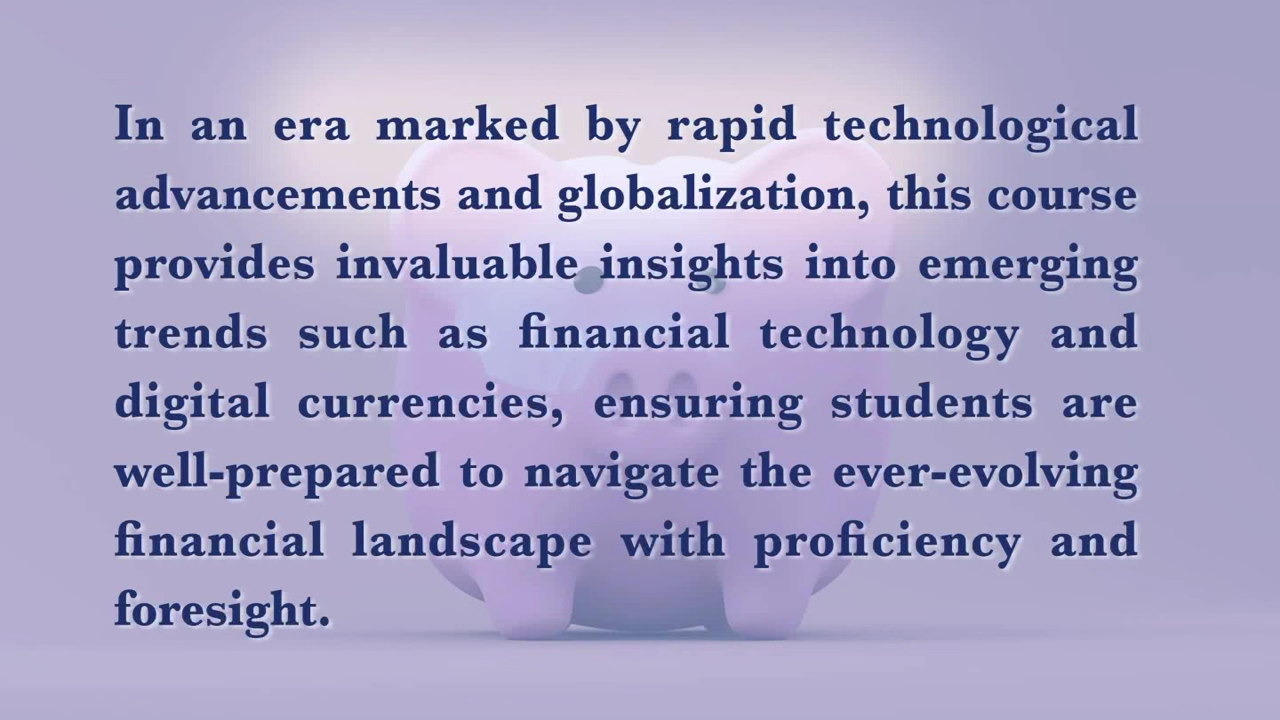 In an era marked by rapid technological
advancements and globalization, this course
provides invaluable insights into emerging
trends such as financial technology and
digital currencies, ensuring students are
well-prepared to navigate the ever-evolving
financial landscape with proficiency and
foresight.